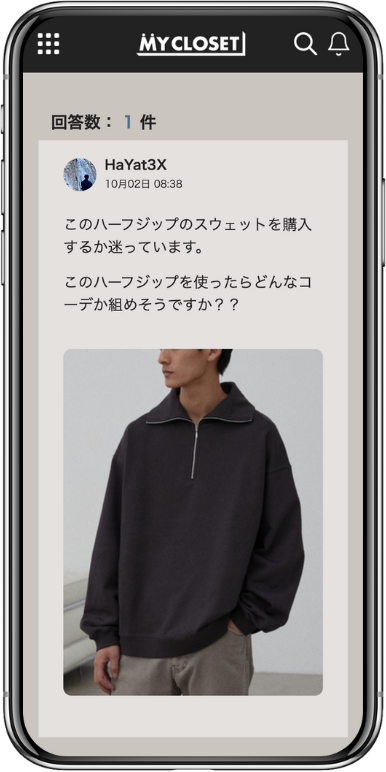 MYCLOSET
回答数： 1 件
HaYat3X
10月02日 08:38
このハーフジップのスウェットを購入
するか迷っています。
このハーフジップを使ったらどんなコ
ーデか組めそうですか？？